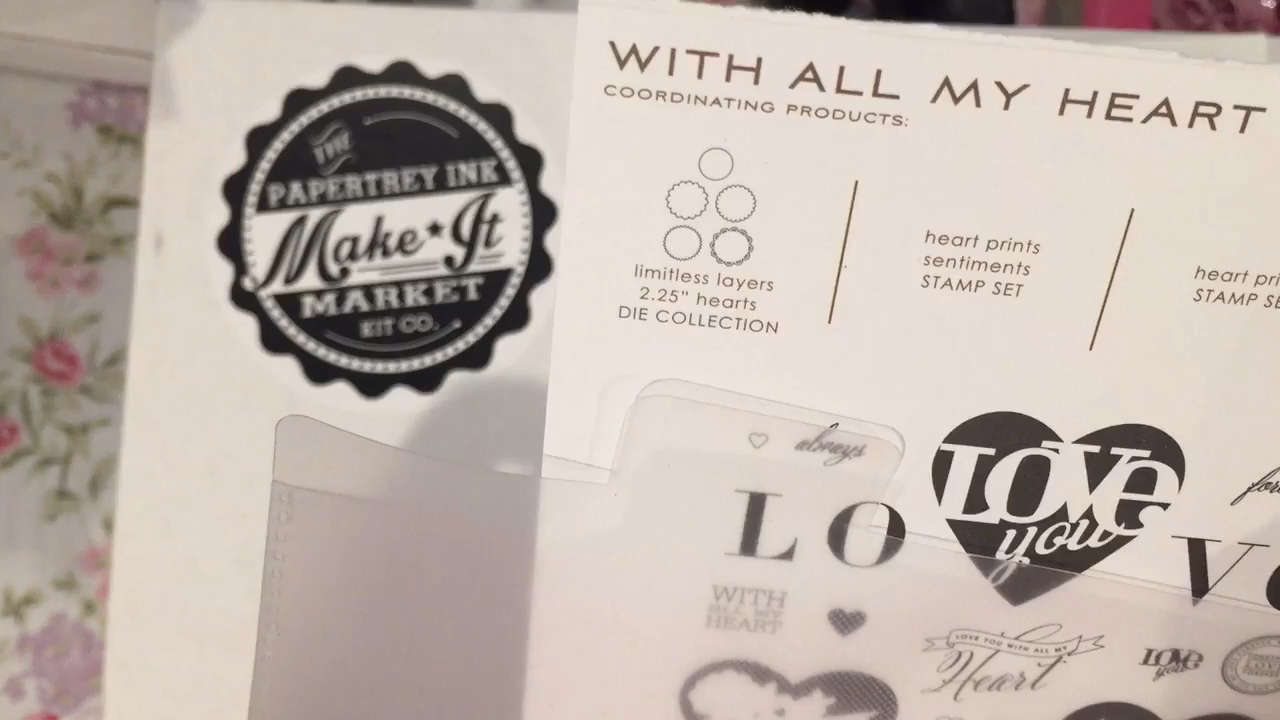 THE
PAPERTREY INK
Make It
MARKET
KIT CO.
WITH ALL MY HEART
COORDINATING PRODUCTS:
limitless layers
2.25" hearts
DIE COLLECTION
heart prints
sentiments
STAMP SET
heart
STAMP
always
LOVE
you
LO
V
WITH
ALL MY
HEART
LOVE YOU WITH ALL MY
Heart
LOVE
you